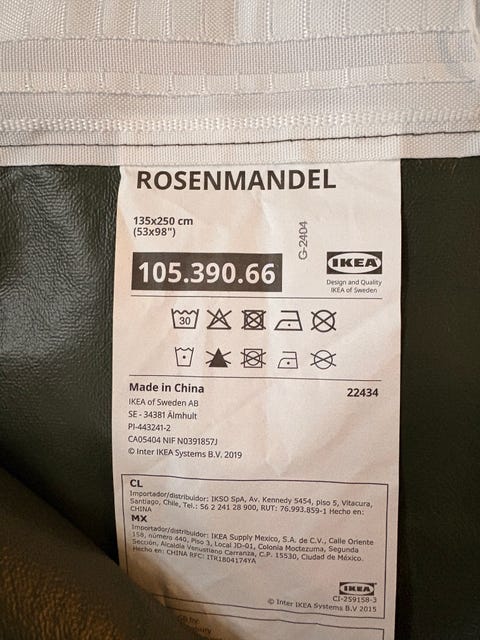 ROSENMANDEL
135x250 cm
(53x98")
G-2404
105.390.66
IKEA
Design and Quality
IKEA of Sweden
30
Made in China
22434
IKEA of Sweden AB
SE - 34381 Älmhult
PI-443241-2
CA05404 NIF N0391857J
© Inter IKEA Systems B.V. 2019
CL
Importador/distribuidor: IKSO SpA, Av. Kennedy 5454, piso 5, Vitacura,
Santiago, Chile, Tel.: 56 2 241 28 900, RUT: 76.993.859-1 Hecho en:
CHINA
MX
Importador/distribuidor: IKEA Supply Mexico, S.A. de C.V., Calle Oriente
158, número 440, Piso 3, Local JD-01, Colonia Moctezuma, Segunda
Sección, Alcaldía Venustiano Carranza, C.P. 15530, Ciudad de México.
Hecho en: CHINA RFC: ITR1804174YA
IKEA
CI-259158-3
© Inter IKEA Systems B.V 2015